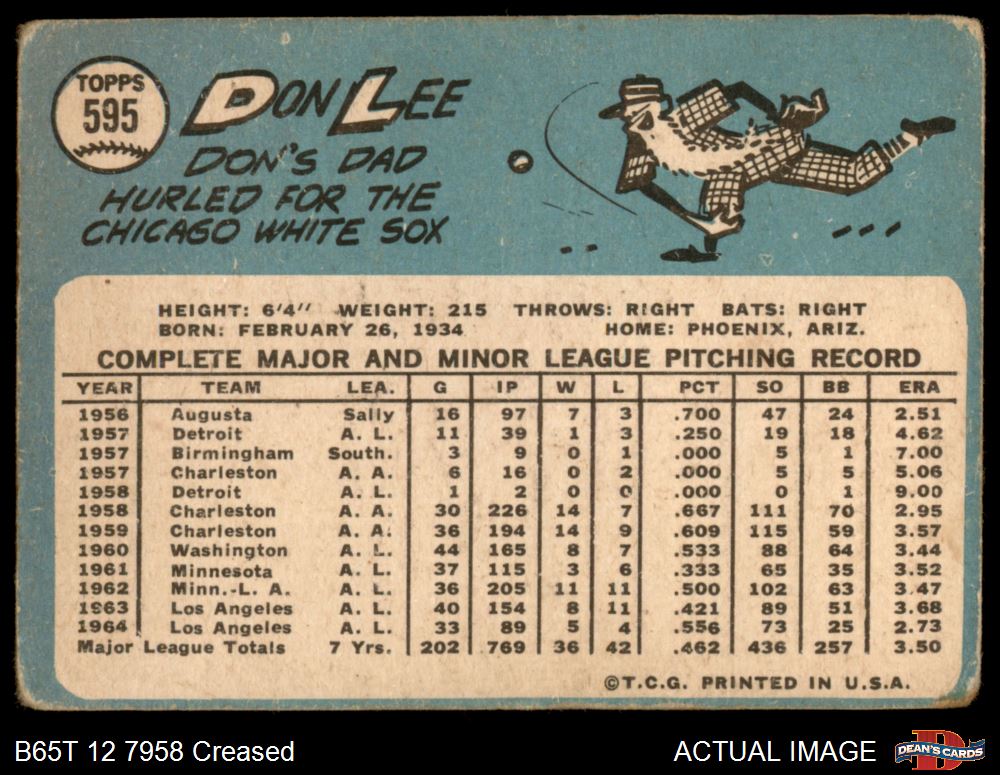 TOPPS
595
DON LEE
DON'S DAD
HURLED FOR THE
CHICAGO WHITE SOX
HEIGHT: 6'4" WEIGHT: 215 THROWS: RIGHT BATS: RIGHT
BORN: FEBRUARY 26, 1934 HOME: PHOENIX, ARIZ.
COMPLETE MAJOR AND MINOR LEAGUE PITCHING RECORD
YEAR TEAM LEA. G IP W L PCT SO BB ERA
1956 Augusta Sally 16 97 7 3 .700 47 24 2.51
1957 Detroit A. L. 11 39 1 3 .250 19 18 4.62
1957 Birmingham South. 3 9 0 1 .000 5 1 7.00
1957 Charleston A. A. 6 16 0 2 .000 5 5 5.06
1958 Detroit A. L. 1 2 0 0 .000 0 1 9.00
1958 Charleston A. A. 30 226 14 7 .667 111 70 2.95
1959 Charleston A. A. 36 194 14 9 .609 115 59 3.57
1960 Washington A. L. 44 165 8 7 .533 88 64 3.44
1961 Minnesota A. L. 37 115 3 6 .333 65 35 3.52
1962 Minn.-L. A. A. L. 36 205 11 11 .500 102 63 3.47
1963 Los Angeles A. L. 40 154 8 11 .421 89 51 3.68
1964 Los Angeles A. L. 33 89 5 4 .556 73 25 2.73
Major League Totals 7 Yrs. 202 769 36 42 .462 436 257 3.50
©T.C.G. PRINTED IN U.S.A.
B65T 12 7958 Creased
ACTUAL IMAGE
D
DEAN'S CARDS